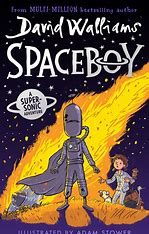 From MULTI-MILLION bestselling author
David Walliams
SPACEBOY
A
SUPER-
SONIC
ADVENTURE
ILLUSTRATED BY ADAM STOWER